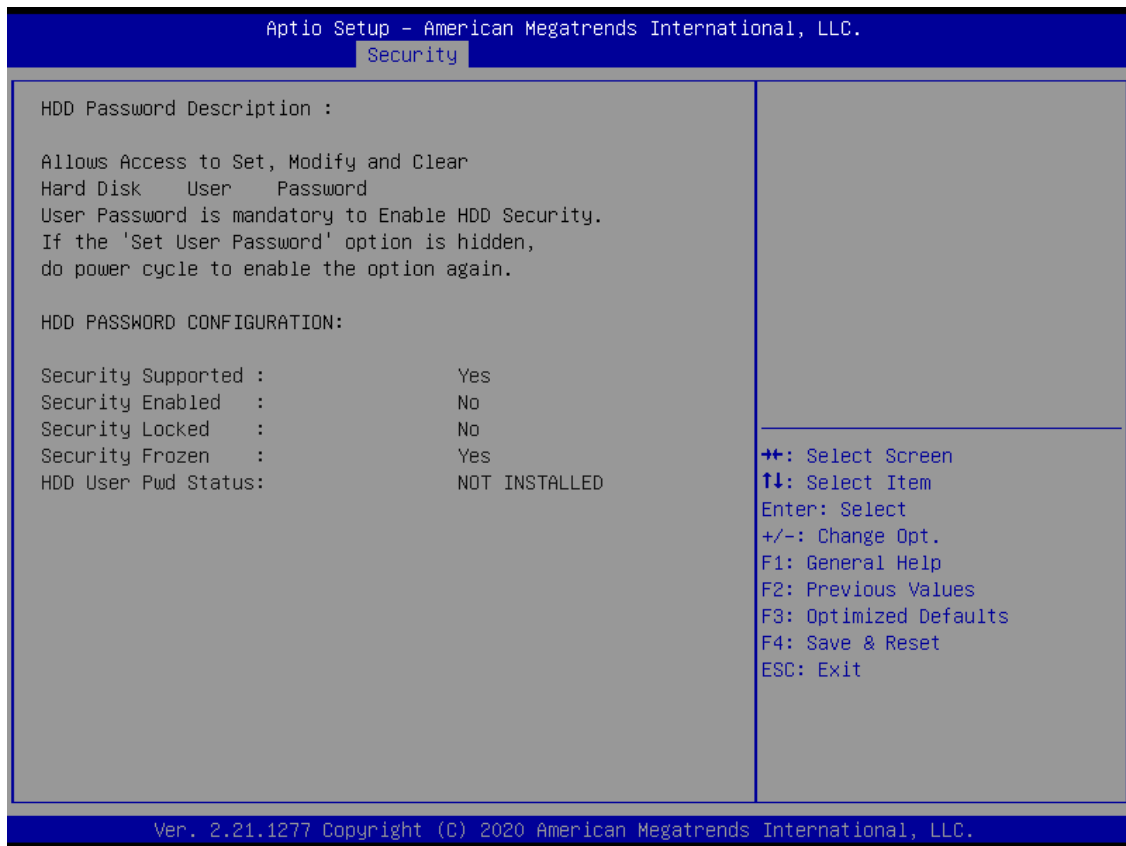 Aptio Setup – American Megatrends International, LLC.
Security
HDD Password Description :
Allows Access to Set, Modify and Clear
Hard Disk    User    Password
User Password is mandatory to Enable HDD Security.
If the 'Set User Password' option is hidden,
do power cycle to enable the option again.
HDD PASSWORD CONFIGURATION:
Security Supported :    Yes
Security Enabled   :    No
Security Locked    :    No
Security Frozen    :    Yes
HDD User Pwd Status:    NOT INSTALLED
→←: Select Screen
↑↓: Select Item
Enter: Select
+/-: Change Opt.
F1: General Help
F2: Previous Values
F3: Optimized Defaults
F4: Save & Reset
ESC: Exit
Ver. 2.21.1277 Copyright (C) 2020 American Megatrends International, LLC.